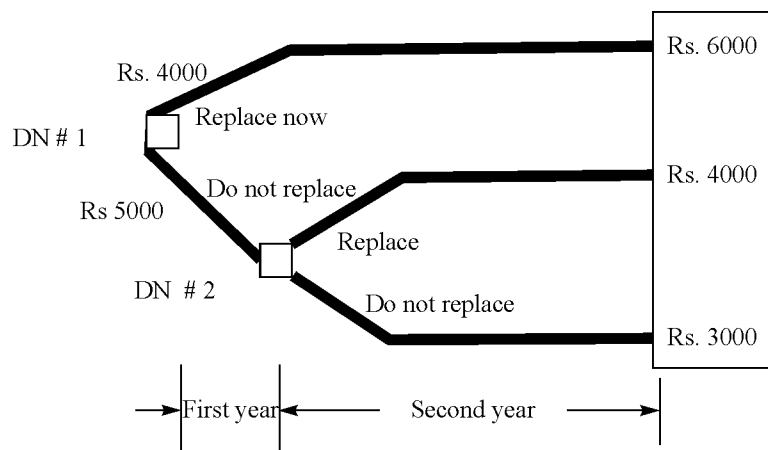 Rs. 6000
Rs. 4000
Replace now
DN # 1
Rs. 4000
Do not replace
Rs 5000
Replace
DN # 2
Do not replace
Rs. 3000
First year
Second year